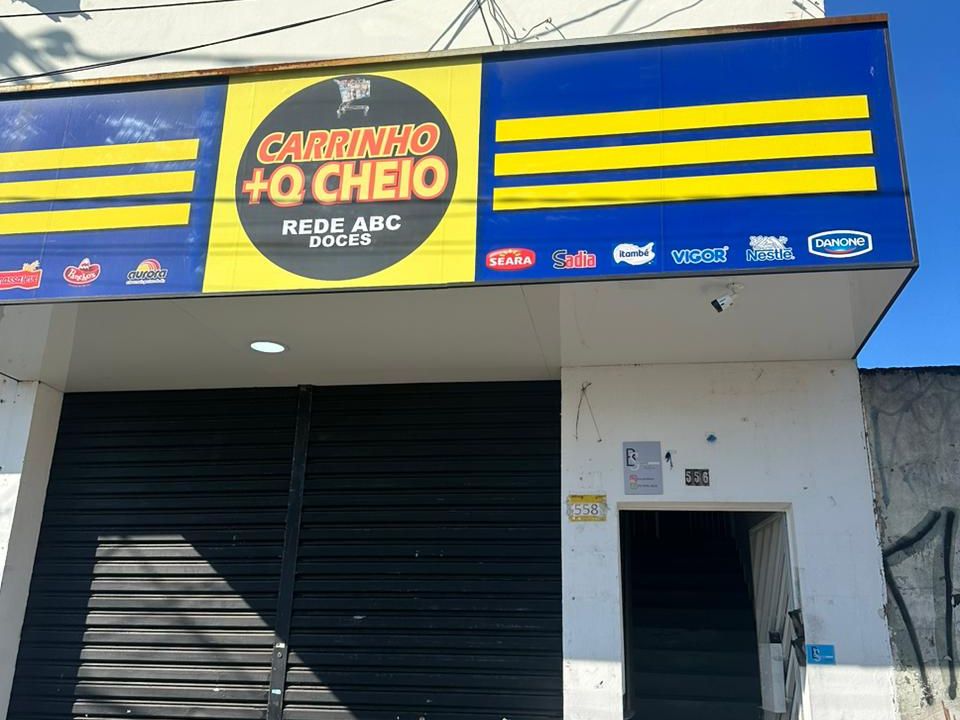 CARRINHO
+Q CHEIO
REDE ABC
DOCES
aurora
SEARA
Sadia
itambé
VIGOR
Nestlé
DANONE
556
558